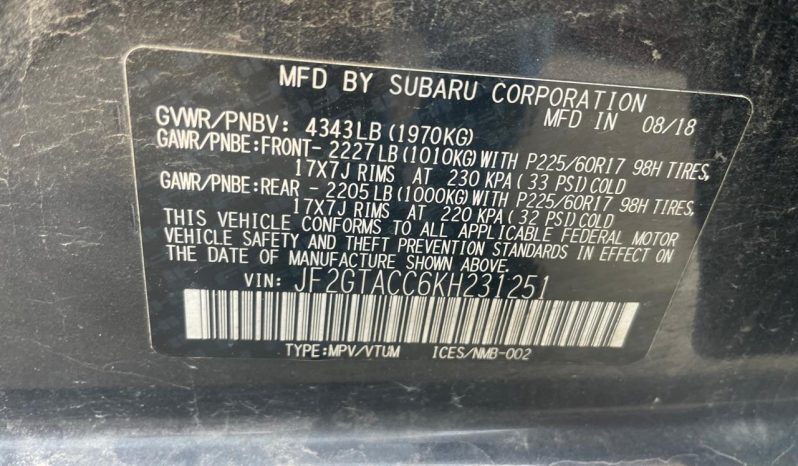 MFD BY SUBARU CORPORATION
GVWR/PNBV: 4343LB(1970KG) MFD IN 08/18
GAWR/PNBE:FRONT- 2227LB(1010KG)WITH P225/60R17 98H TIRES,
17X7J RIMS AT 230 KPA(33 PSI)COLD
GAWR/PNBE:REAR - 2205LB(1000KG)WITH P225/60R17 98H TIRES,
17X7J RIMS AT 220 KPA(32 PSI)COLD
THIS VEHICLE CONFORMS TO ALL APPLICABLE FEDERAL MOTOR
VEHICLE SAFETY AND THEFT PREVENTION STANDARDS IN EFFECT ON
THE DATE OF MANUFACTURE SHOWN ABOVE.
VIN: JF2GTACC6KH231251
TYPE:MPV/VTUM ICES/NMB-002